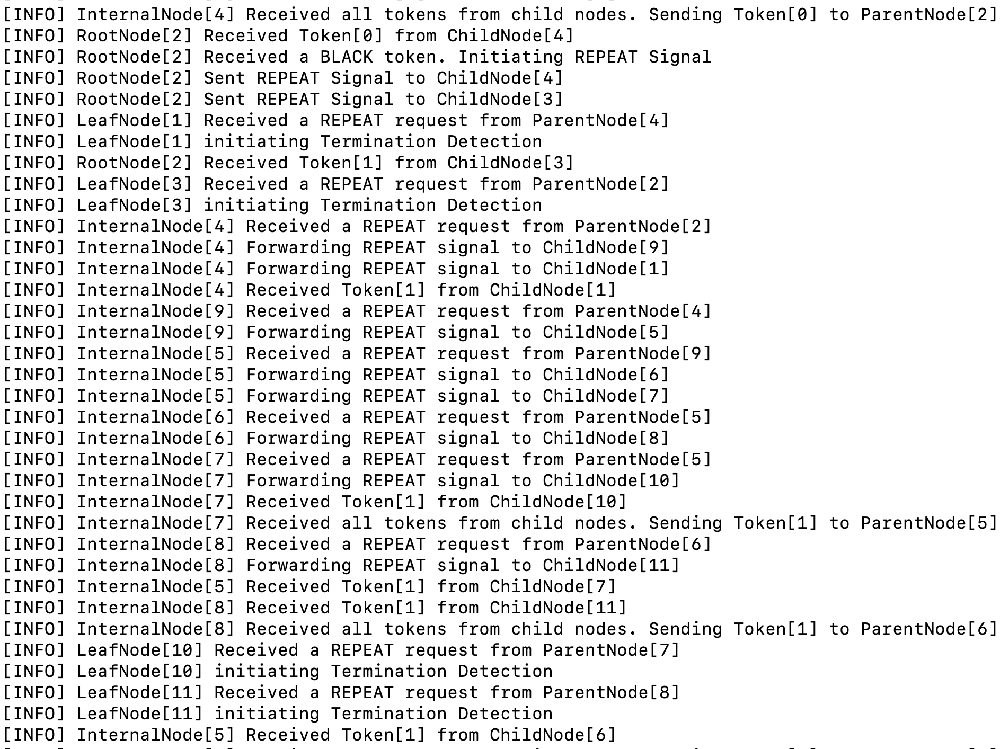 [INFO] InternalNode[4] Received all tokens from child nodes. Sending Token[0] to ParentNode[2]
[INFO] RootNode[2] Received Token[0] from ChildNode[4]
[INFO] RootNode[2] Received a BLACK token. Initiating REPEAT Signal
[INFO] RootNode[2] Sent REPEAT Signal to ChildNode[4]
[INFO] RootNode[2] Sent REPEAT Signal to ChildNode[3]
[INFO] LeafNode[1] Received a REPEAT request from ParentNode[4]
[INFO] LeafNode[1] initiating Termination Detection
[INFO] RootNode[2] Received Token[1] from ChildNode[3]
[INFO] LeafNode[3] Received a REPEAT request from ParentNode[2]
[INFO] LeafNode[3] initiating Termination Detection
[INFO] InternalNode[4] Received a REPEAT request from ParentNode[2]
[INFO] InternalNode[4] Forwarding REPEAT signal to ChildNode[9]
[INFO] InternalNode[4] Forwarding REPEAT signal to ChildNode[1]
[INFO] InternalNode[4] Received Token[1] from ChildNode[1]
[INFO] InternalNode[9] Received a REPEAT request from ParentNode[4]
[INFO] InternalNode[9] Forwarding REPEAT signal to ChildNode[5]
[INFO] InternalNode[5] Received a REPEAT request from ParentNode[9]
[INFO] InternalNode[5] Forwarding REPEAT signal to ChildNode[6]
[INFO] InternalNode[5] Forwarding REPEAT signal to ChildNode[7]
[INFO] InternalNode[6] Received a REPEAT request from ParentNode[5]
[INFO] InternalNode[6] Forwarding REPEAT signal to ChildNode[8]
[INFO] InternalNode[7] Received a REPEAT request from ParentNode[5]
[INFO] InternalNode[7] Forwarding REPEAT signal to ChildNode[10]
[INFO] InternalNode[7] Received Token[1] from ChildNode[10]
[INFO] InternalNode[7] Received all tokens from child nodes. Sending Token[1] to ParentNode[5]
[INFO] InternalNode[8] Received a REPEAT request from ParentNode[6]
[INFO] InternalNode[8] Forwarding REPEAT signal to ChildNode[11]
[INFO] InternalNode[5] Received Token[1] from ChildNode[7]
[INFO] InternalNode[8] Received Token[1] from ChildNode[11]
[INFO] InternalNode[8] Received all tokens from child nodes. Sending Token[1] to ParentNode[6]
[INFO] LeafNode[10] Received a REPEAT request from ParentNode[7]
[INFO] LeafNode[10] initiating Termination Detection
[INFO] LeafNode[11] Received a REPEAT request from ParentNode[8]
[INFO] LeafNode[11] initiating Termination Detection
[INFO] InternalNode[5] Received Token[1] from ChildNode[6]